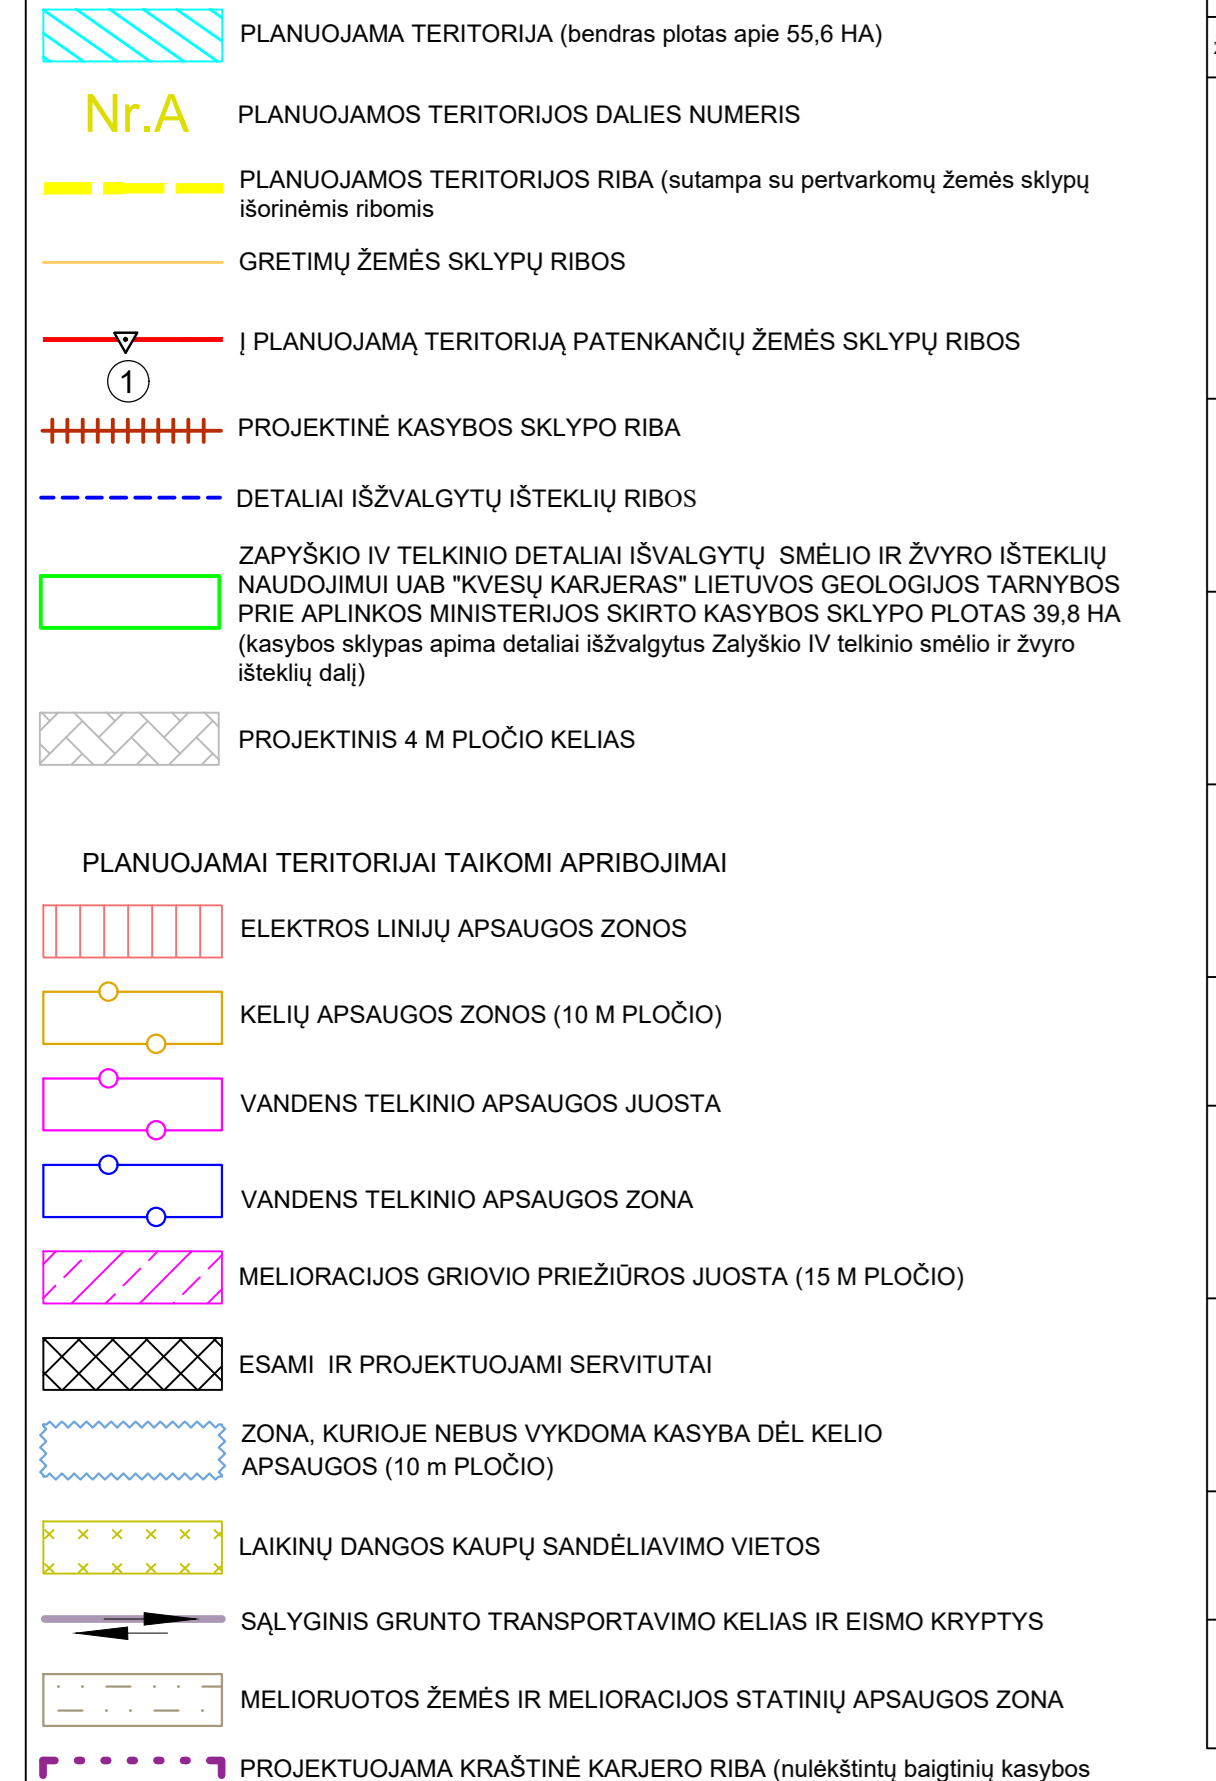 PLANUOJAMA TERITORIJA (bendras plotas apie 55,6 HA)
Nr.A
PLANUOJAMOS TERITORIJOS DALIES NUMERIS
PLANUOJAMOS TERITORIJOS RIBA (sutampa su pertvarkomų žemės sklypų
išorinėmis ribomis
GRETIMŲ ŽEMĖS SKLYPŲ RIBOS
Į PLANUOJAMĄ TERITORIJĄ PATENKANČIŲ ŽEMĖS SKLYPŲ RIBOS
1
PROJEKTINĖ KASYBOS SKLYPO RIBA
DETALIAI IŠŽVALGYTŲ IŠTEKLIŲ RIBOS
ZAPYŠKIO IV TELKINIO DETALIAI IŠVALGYTŲ SMĖLIO IR ŽVYRO IŠTEKLIŲ
NAUDOJIMUI UAB "KVESŲ KARJERAS" LIETUVOS GEOLOGIJOS TARNYBOS
PRIE APLINKOS MINISTERIJOS SKIRTO KASYBOS SKLYPO PLOTAS 39,8 HA
(kasybos sklypas apima detaliai išžvalgytus Zalyškio IV telkinio smėlio ir žvyro
išteklių dalį)
PROJEKTINIS 4 M PLOČIO KELIAS
PLANUOJAMAI TERITORIJAI TAIKOMI APRIBOJIMAI
ELEKTROS LINIJŲ APSAUGOS ZONOS
KELIŲ APSAUGOS ZONOS (10 M PLOČIO)
VANDENS TELKINIO APSAUGOS JUOSTA
VANDENS TELKINIO APSAUGOS ZONA
MELIORACIJOS GRIOVIO PRIEŽIŪROS JUOSTA (15 M PLOČIO)
ESAMI IR PROJEKTUOJAMI SERVITUTAI
ZONA, KURIOJE NEBUS VYKDOMA KASYBA DĖL KELIO
APSAUGOS (10 m PLOČIO)
LAIKINŲ DANGOS KAUPŲ SANDĖLIAVIMO VIETOS
SĄLYGINIS GRUNTO TRANSPORTAVIMO KELIAS IR EISMO KRYPTYS
MELIORUOTOS ŽEMĖS IR MELIORACIJOS STATINIŲ APSAUGOS ZONA
PROJEKTUOJAMA KRAŠTINĖ KARJERO RIBA (nulėkštintų baigtinių kasybos